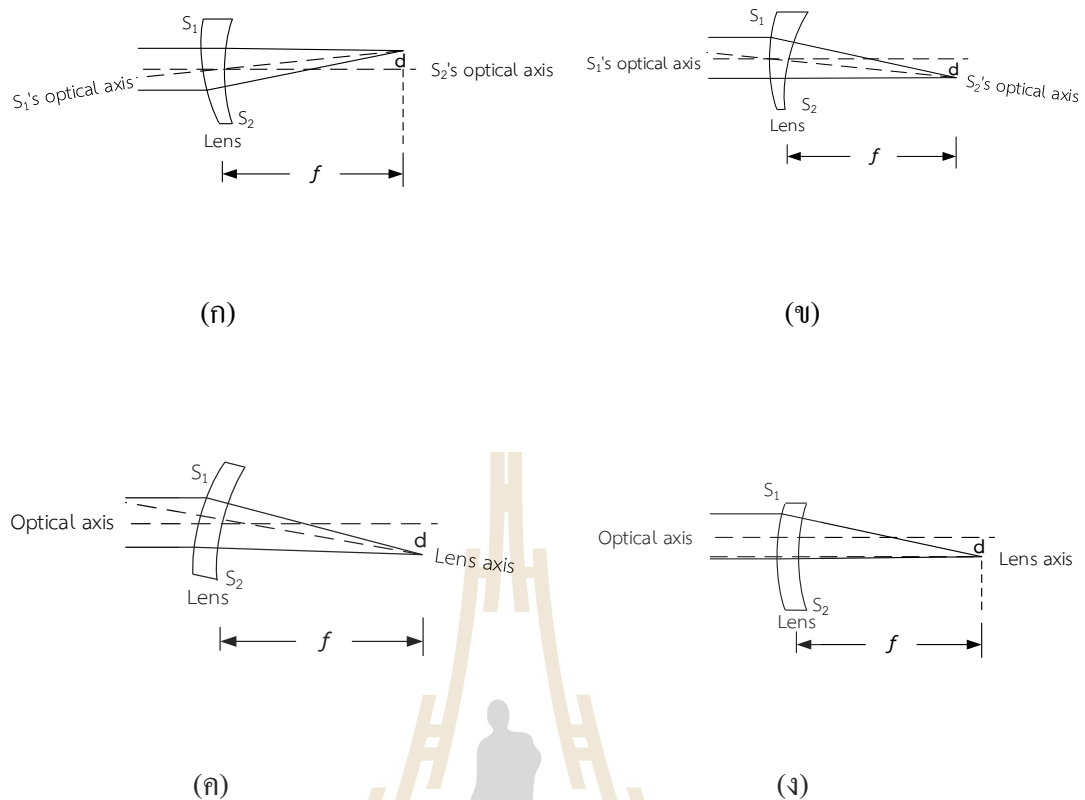 S₁
S₁'s optical axis
d
S₂'s optical axis
S₂
Lens
f
(ก)
S₁
S₁'s optical axis
d
S₂'s optical axis
S₂
Lens
f
(ข)
S₁
Optical axis
d
Lens axis
S₂
Lens
f
(ค)
S₁
Optical axis
d
Lens axis
S₂
Lens
f
(ง)